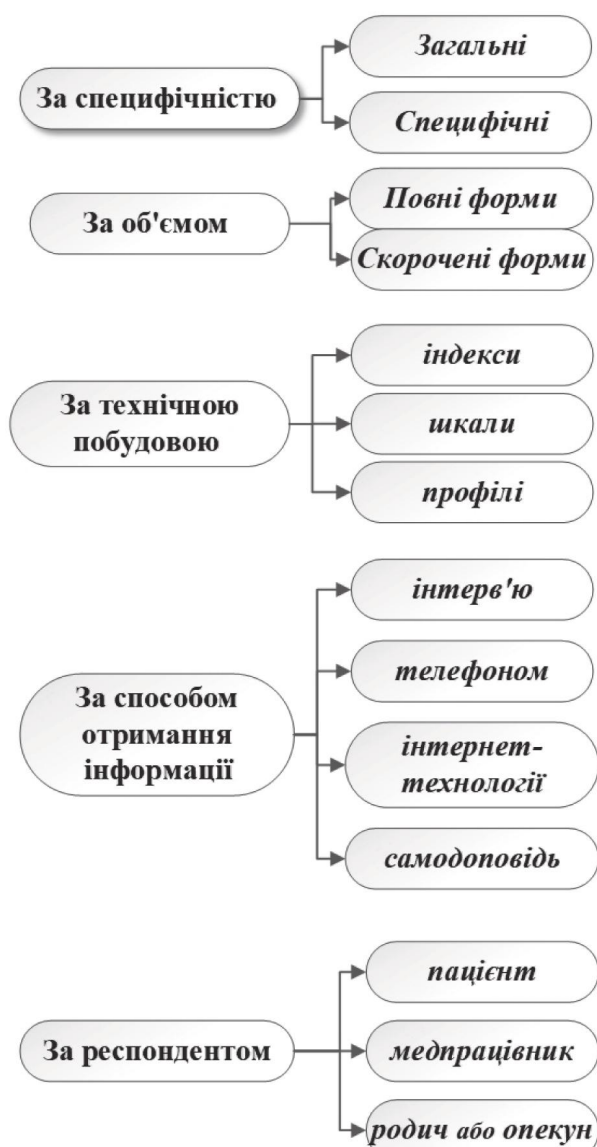 За специфічністю
Загальні
Специфічні
За об'ємом
Повні форми
Скорочені форми
За технічною
побудовою
індекси
шкали
профілі
За способом
отримання
інформації
інтерв'ю
телефоном
інтернет-
технології
самодоповідь
За респондентом
пацієнт
медпрацівник
родич або опекун